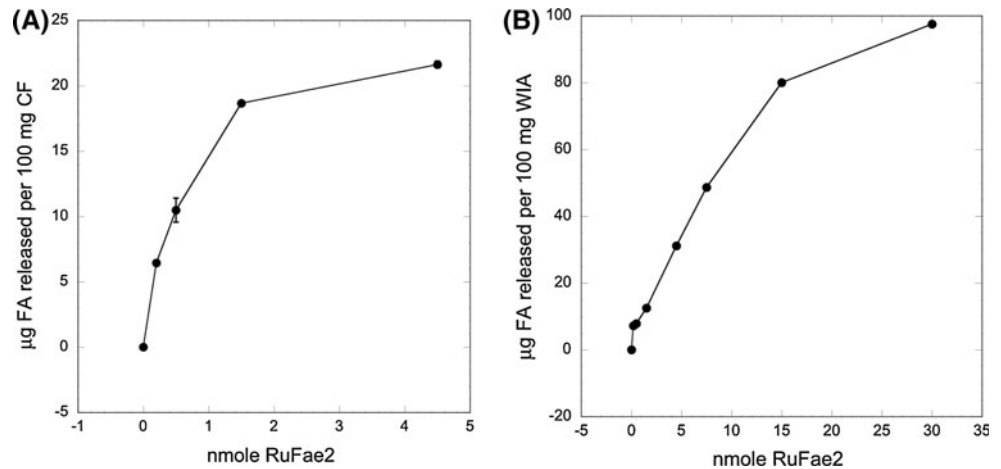 (A)
25
20
15
10
5
0
-5
µg FA released per 100 mg CF
-1 0 1 2 3 4 5
nmole RuFae2
(B)
100
80
60
40
20
0
-20
µg FA released per 100 mg WIA
-5 0 5 10 15 20 25 30 35
nmole RuFae2